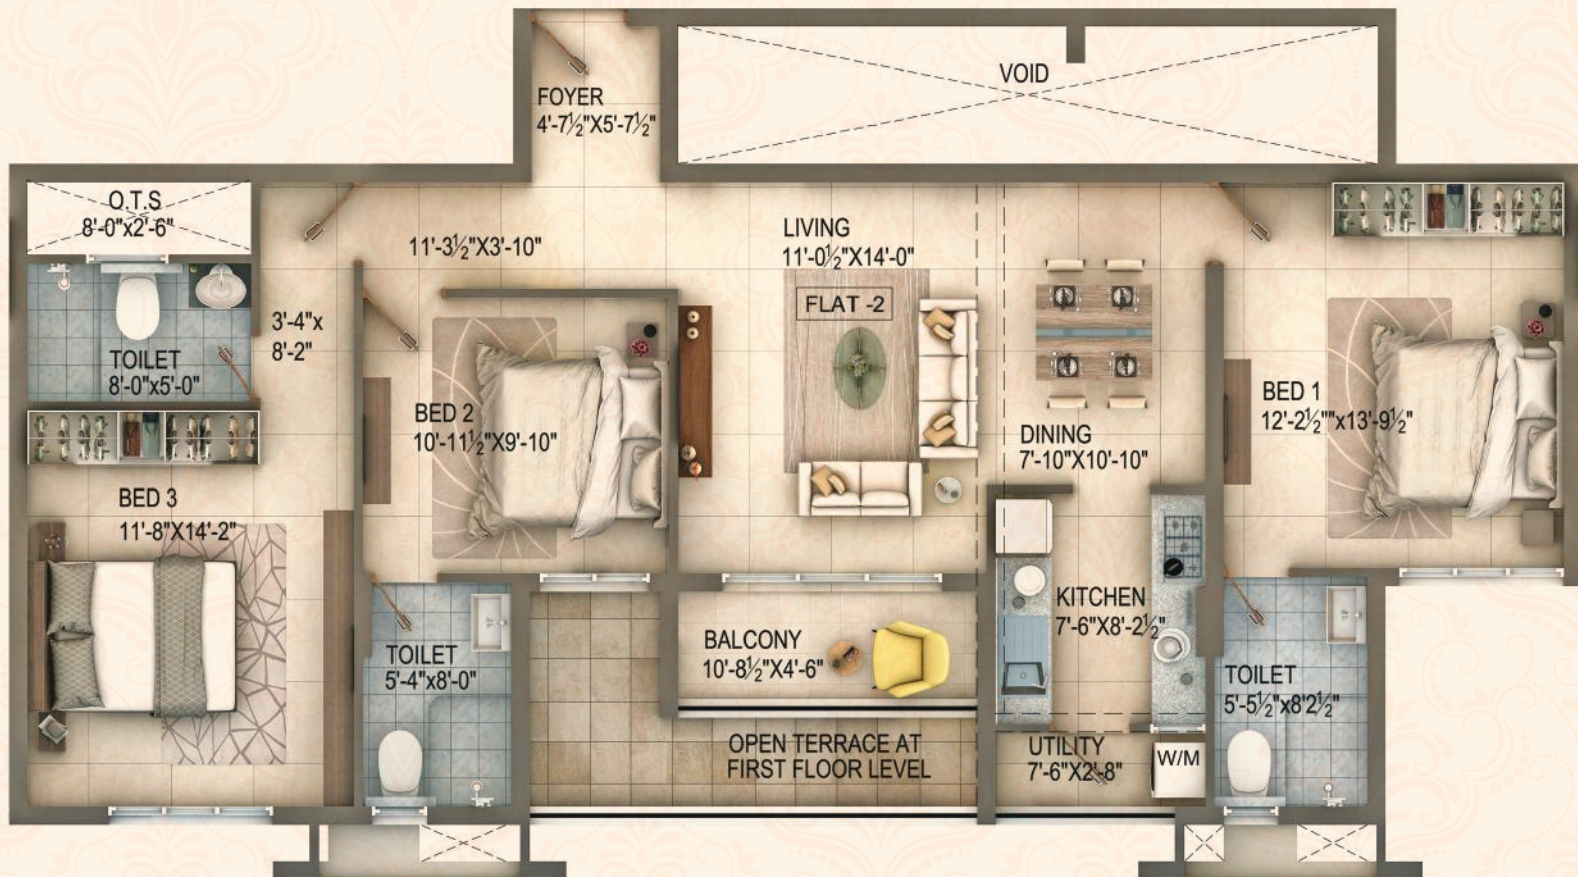 VOID
FOYER
4'-7½"X5'-7½"
O.T.S
8'-0"x2'-6"
11'-3½"X3'-10"
LIVING
11'-0½"X14'-0"
FLAT -2
3'-4"x
8'-2"
TOILET
8'-0"x5'-0"
BED 2
10'-11½"X9'-10"
DINING
7'-10"X10'-10"
BED 1
12'-2½""x13'-9½"
BED 3
11'-8"X14'-2"
KITCHEN
7'-6"X8'-2½"
BALCONY
10'-8½"X4'-6"
TOILET
5'-4"x8'-0"
TOILET
5'-5½"x8'2½"
OPEN TERRACE AT
FIRST FLOOR LEVEL
UTILITY
7'-6"X2'-8"
W/M